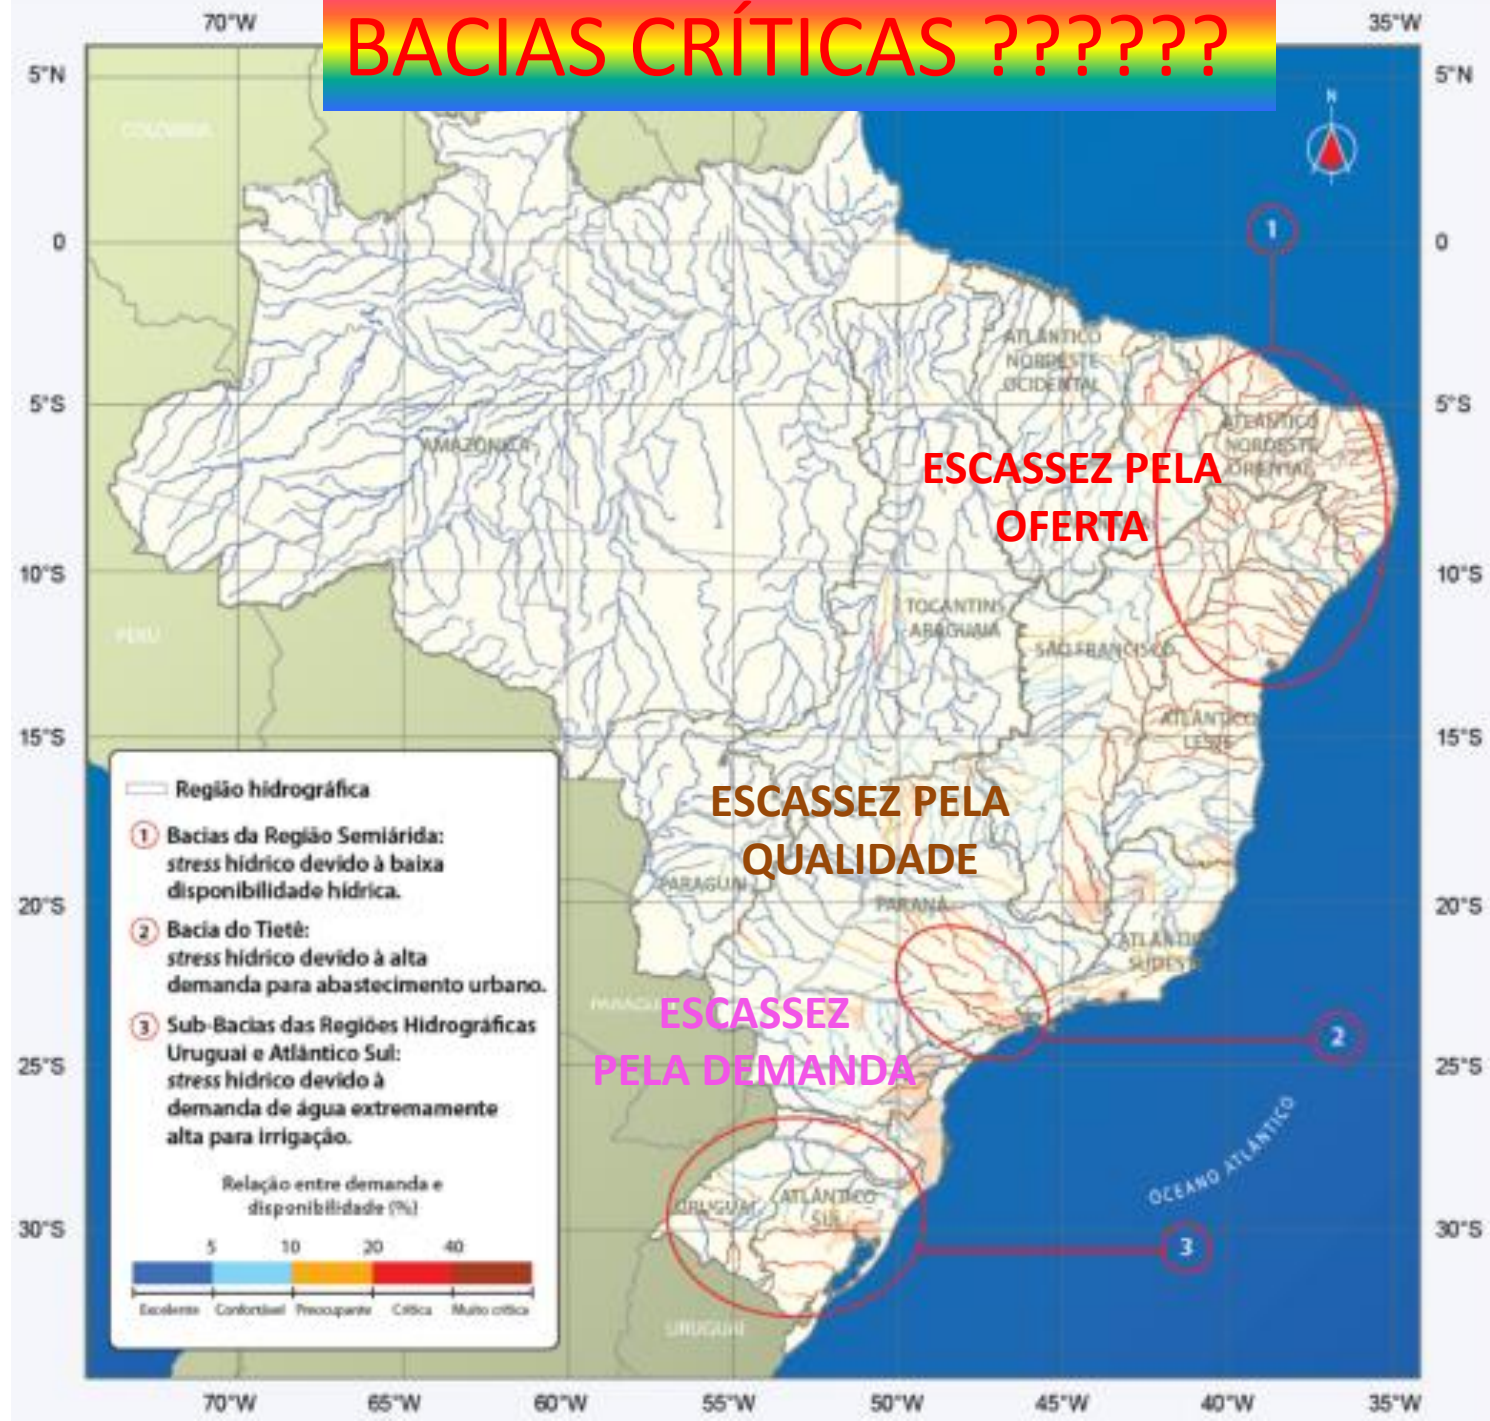 BACIAS CRÍTICAS ??????
70°W
35°W
5°N
5°N
COLÔMBIA
N
1
0
0
ATLÂNTICO
NORDESTE
OCIDENTAL
5°S
5°S
ATLÂNTICO
NORDESTE
ORIENTAL
AMAZÔNICA
ESCASSEZ PELA
OFERTA
10°S
10°S
TOCANTINS
ARAGUAIA
PERU
SÃO FRANCISCO
ATLÂNTICO
LESTE
15°S
15°S
Região hidrográfica
1 Bacias da Região Semiárida:
stress hídrico devido à baixa
disponibilidade hídrica.
2 Bacia do Tietê:
stress hídrico devido à alta
demanda para abastecimento urbano.
3 Sub-Bacias das Regiões Hidrográficas
Uruguai e Atlântico Sul:
stress hídrico devido à
demanda de água extremamente
alta para irrigação.
Relação entre demanda e
disponibilidade (%)
5 10 20 40
Excelente Confortável Preocupante Crítica Muito crítica
ESCASSEZ PELA
QUALIDADE
PARAGUAI
PARANÁ
20°S
20°S
ATLÂNTICO
SUDESTE
PARAGUAI
ESCASSEZ
PELA DEMANDA
2
25°S
25°S
OCEANO ATLÂNTICO
URUGUAI
ATLÂNTICO
SUL
30°S
30°S
3
URUGUAI
70°W
65°W
60°W
55°W
50°W
45°W
40°W
35°W